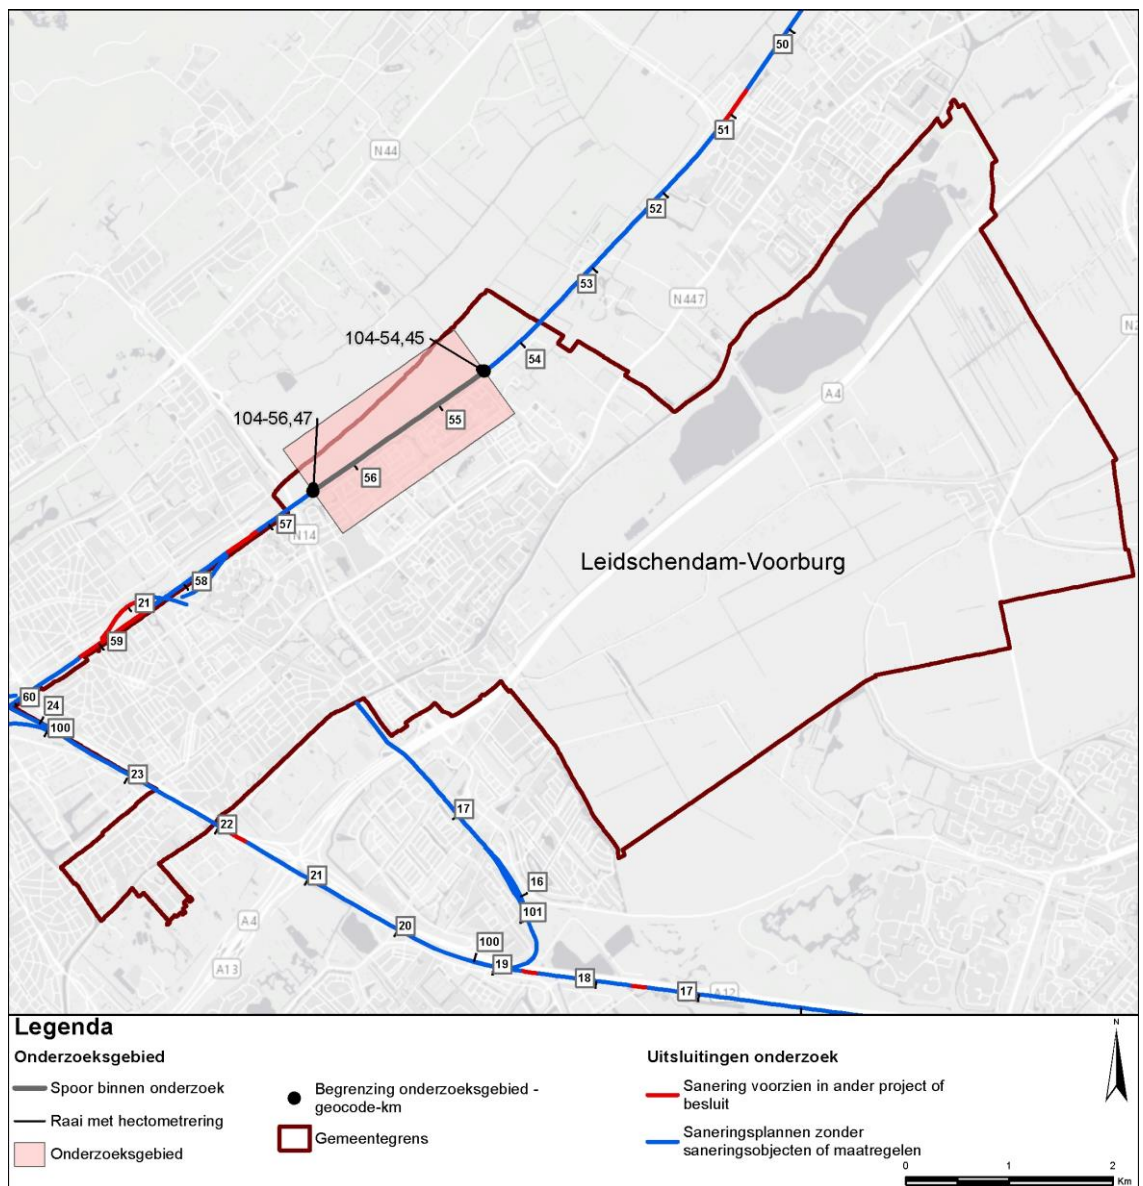 50
51
N44
52
53
N447
N2
104-54,45
54
A4
104-56,47
55
56
57
N14
Leidschendam-Voorburg
58
21
59
60
24
100
23
17
22
21
16
101
20
A4
100
19
A13
18
17
A12
Legenda
N
Onderzoeksgebied
Spoor binnen onderzoek
Raai met hectometrering
Onderzoeksgebied
Begrenzing onderzoeksgebied -
geocode-km
Gemeentegrens
Uitsluitingen onderzoek
Sanering voorzien in ander project of
besluit
Saneringsplannen zonder
saneringsobjecten of maatregelen
0 1 2
Km